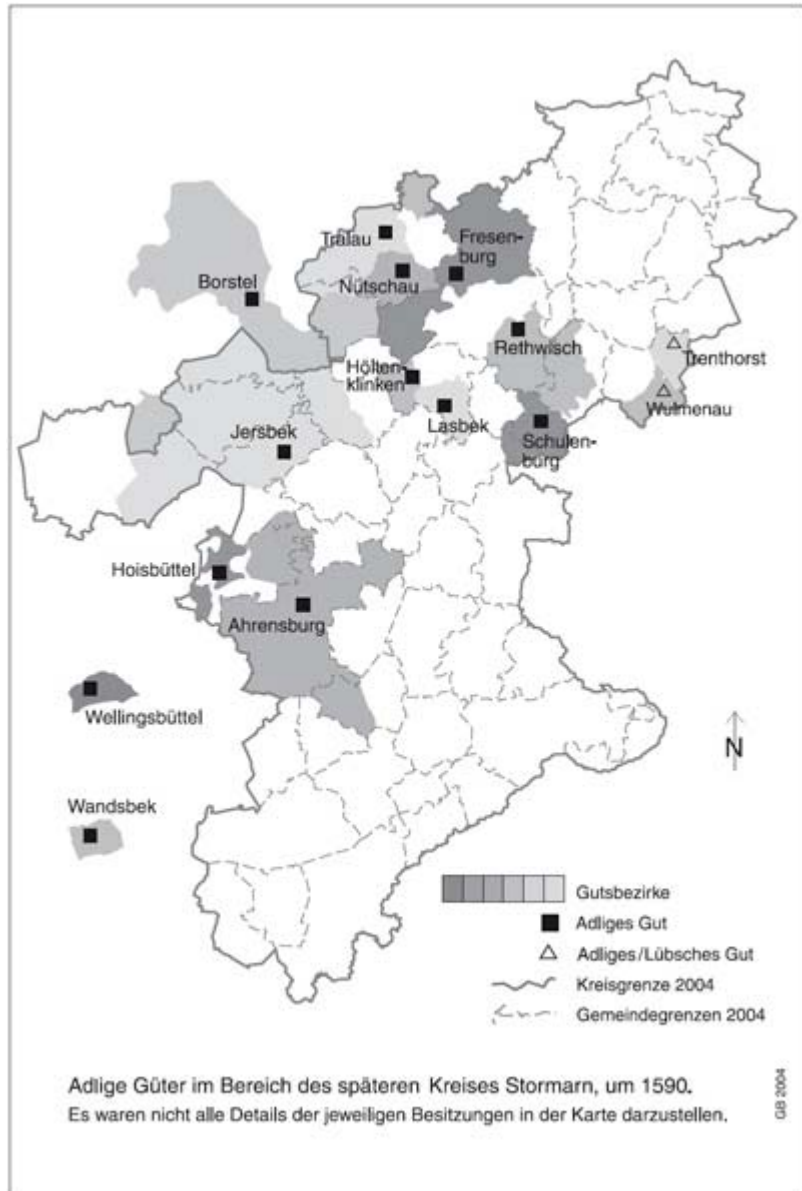 Tralau
Fresen-
burg
Borstel
Nütschau
Rethwisch
Trenthorst
Hölten-
klinken
Wulmenau
Lasbek
Jersbek
Schulen-
burg
Hoisbüttel
Ahrensburg
Wellingsbüttel
N
Wandsbek
Gutsbezirke
Adliges Gut
Adliges/Lübsches Gut
Kreisgrenze 2004
Gemeindegrenzen 2004
Adlige Güter im Bereich des späteren Kreises Stormarn, um 1590.
Es waren nicht alle Details der jeweiligen Besitzungen in der Karte darzustellen.
GB 2004